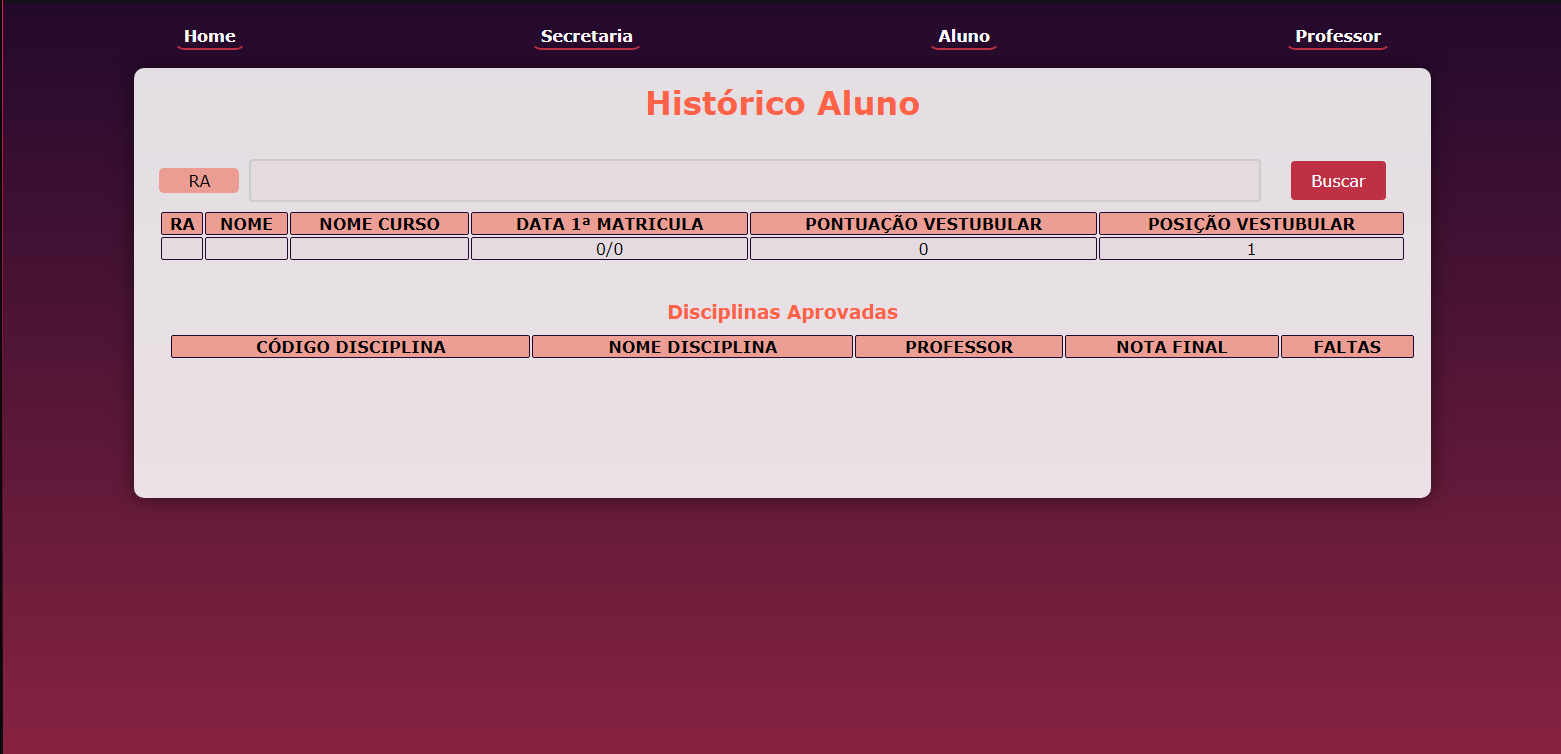 Home Secretaria Aluno Professor
Histórico Aluno
RA Buscar
RA NOME NOME CURSO DATA 1ª MATRICULA PONTUAÇÃO VESTUBULAR POSIÇÃO VESTUBULAR
0/0 0 1
Disciplinas Aprovadas
CÓDIGO DISCIPLINA NOME DISCIPLINA PROFESSOR NOTA FINAL FALTAS